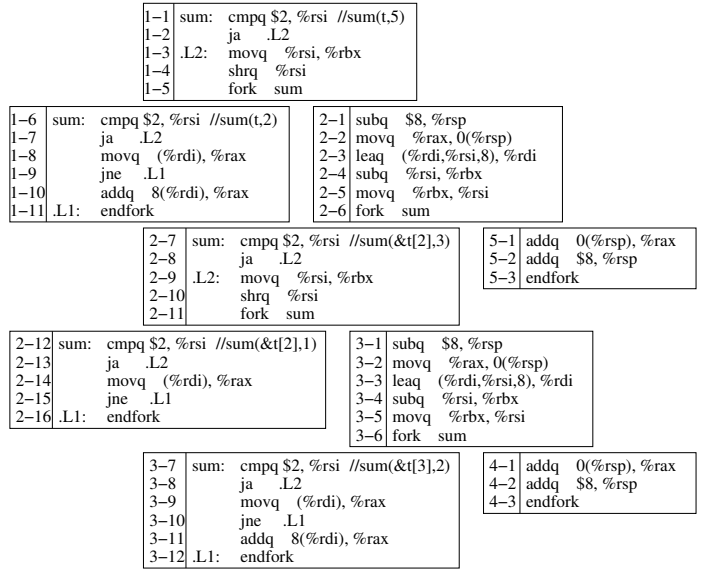 1−1 sum: cmpq $2, %rsi //sum(t,5)
1−2 ja .L2
1−3 .L2: movq %rsi, %rbx
1−4 shrq %rsi
1−5 fork sum
1−6 sum: cmpq $2, %rsi //sum(t,2)
1−7 ja .L2
1−8 movq (%rdi), %rax
1−9 jne .L1
1−10 addq 8(%rdi), %rax
1−11 .L1: endfork
2−1 subq $8, %rsp
2−2 movq %rax, 0(%rsp)
2−3 leaq (%rdi,%rsi,8), %rdi
2−4 subq %rsi, %rbx
2−5 movq %rbx, %rsi
2−6 fork sum
2−7 sum: cmpq $2, %rsi //sum(&t[2],3)
2−8 ja .L2
2−9 .L2: movq %rsi, %rbx
2−10 shrq %rsi
2−11 fork sum
5−1 addq 0(%rsp), %rax
5−2 addq $8, %rsp
5−3 endfork
2−12 sum: cmpq $2, %rsi //sum(&t[2],1)
2−13 ja .L2
2−14 movq (%rdi), %rax
2−15 jne .L1
2−16 .L1: endfork
3−1 subq $8, %rsp
3−2 movq %rax, 0(%rsp)
3−3 leaq (%rdi,%rsi,8), %rdi
3−4 subq %rsi, %rbx
3−5 movq %rbx, %rsi
3−6 fork sum
3−7 sum: cmpq $2, %rsi //sum(&t[3],2)
3−8 ja .L2
3−9 movq (%rdi), %rax
3−10 jne .L1
3−11 addq 8(%rdi), %rax
3−12 .L1: endfork
4−1 addq 0(%rsp), %rax
4−2 addq $8, %rsp
4−3 endfork